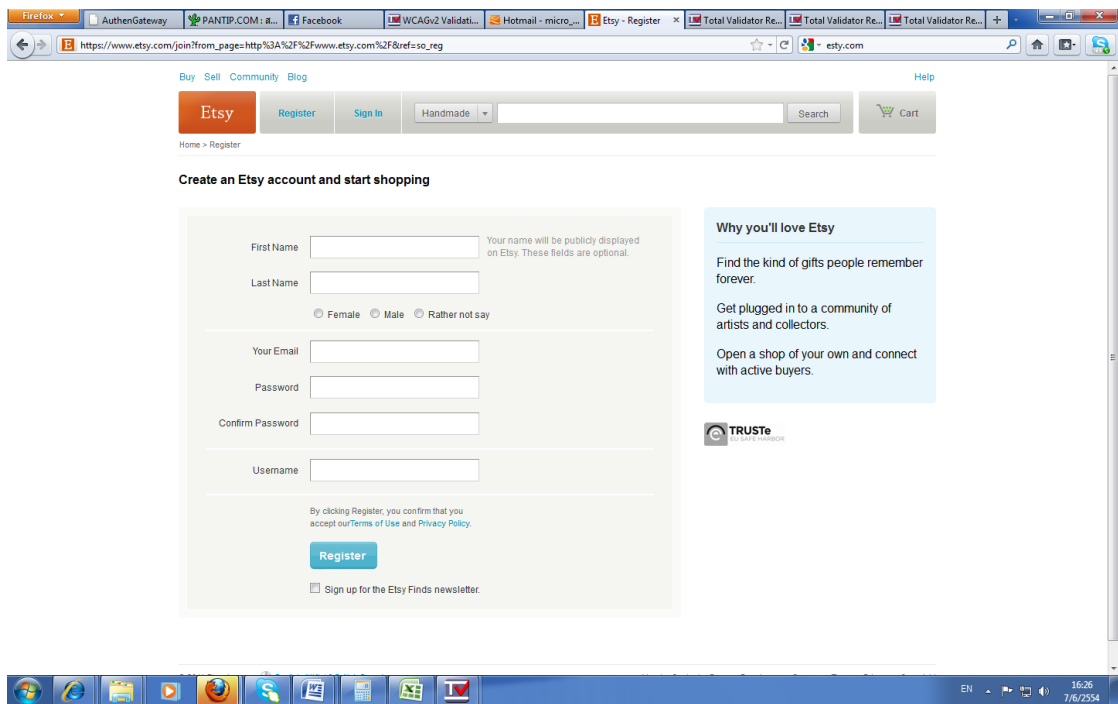 Firefox
AuthenGateway
PANTIP.COM : ส...
Facebook
WCAGv2 Validati...
Hotmail - micro_...
Etsy - Register
Total Validator Re...
Total Validator Re...
Total Validator Re...
https://www.etsy.com/join?from_page=http%3A%2F%2Fwww.etsy.com%2F&ref=so_reg
esty.com
Buy Sell Community Blog
Help
Etsy
Register
Sign In
Handmade
Search
Cart
Home > Register
Create an Etsy account and start shopping
First Name
Your name will be publicly displayed
on Etsy. These fields are optional.
Last Name
Female Male Rather not say
Your Email
Password
Confirm Password
Username
By clicking Register, you confirm that you
accept ourTerms of Use and Privacy Policy.
Register
Sign up for the Etsy Finds newsletter.
Why you'll love Etsy
Find the kind of gifts people remember
forever.
Get plugged in to a community of
artists and collectors.
Open a shop of your own and connect
with active buyers.
TRUSTe
EU SAFE HARBOR
EN
16:26
7/6/2554